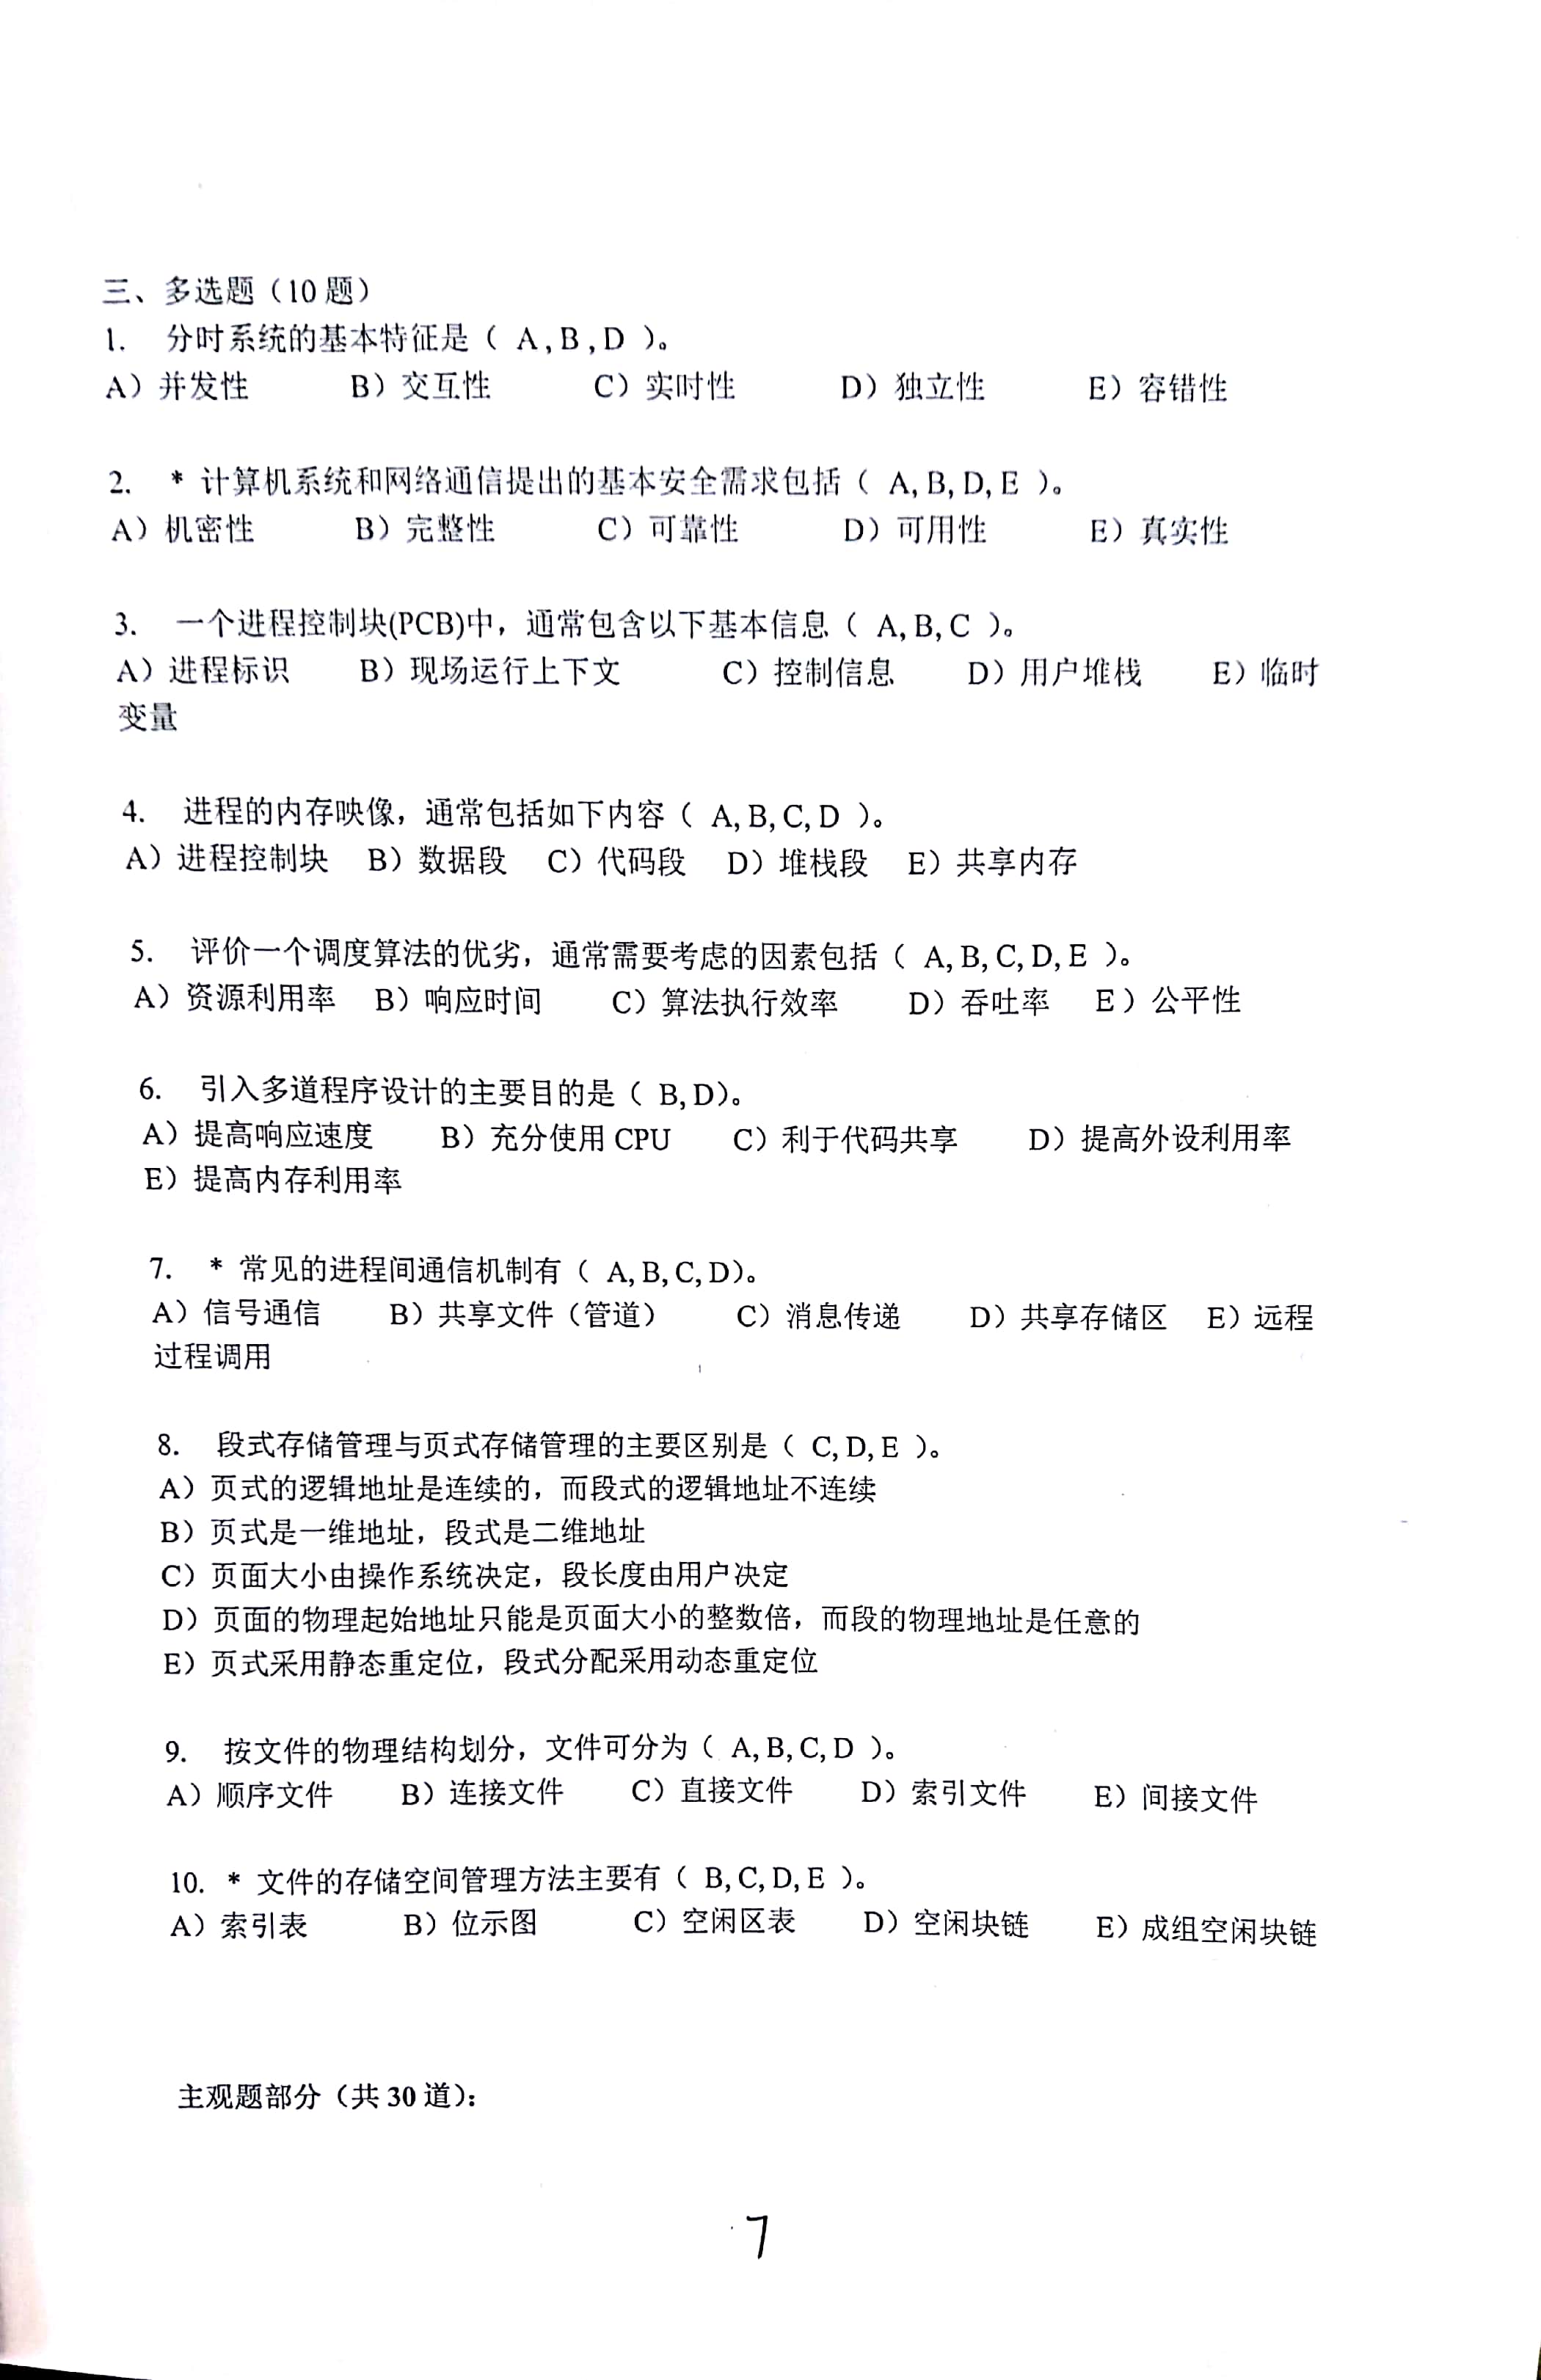 三、多选题（10 题）
1. 分时系统的基本特征是（ A , B , D ）。
A）并发性 B）交互性 C）实时性 D）独立性 E）容错性
2. * 计算机系统和网络通信提出的基本安全需求包括（ A, B, D, E ）。
A）机密性 B）完整性 C）可靠性 D）可用性 E）真实性
3. 一个进程控制块(PCB)中，通常包含以下基本信息（ A, B, C ）。
A）进程标识 B）现场运行上下文 C）控制信息 D）用户堆栈 E）临时
变量
4. 进程的内存映像，通常包括如下内容（ A, B, C, D ）。
A）进程控制块 B）数据段 C）代码段 D）堆栈段 E）共享内存
5. 评价一个调度算法的优劣，通常需要考虑的因素包括（ A, B, C, D, E ）。
A）资源利用率 B）响应时间 C）算法执行效率 D）吞吐率 E ）公平性
6. 引入多道程序设计的主要目的是（ B, D）。
A）提高响应速度 B）充分使用 CPU C）利于代码共享 D）提高外设利用率
E）提高内存利用率
7. * 常见的进程间通信机制有（ A, B, C, D）。
A）信号通信 B）共享文件（管道） C）消息传递 D）共享存储区 E）远程
过程调用
8. 段式存储管理与页式存储管理的主要区别是（ C, D, E ）。
A）页式的逻辑地址是连续的，而段式的逻辑地址不连续
B）页式是一维地址，段式是二维地址
C）页面大小由操作系统决定，段长度由用户决定
D）页面的物理起始地址只能是页面大小的整数倍，而段的物理地址是任意的
E）页式采用静态重定位，段式分配采用动态重定位
9. 按文件的物理结构划分，文件可分为（ A, B, C, D ）。
A）顺序文件 B）连接文件 C）直接文件 D）索引文件 E）间接文件
10. * 文件的存储空间管理方法主要有（ B, C, D, E ）。
A）索引表 B）位示图 C）空闲区表 D）空闲块链 E）成组空闲块链
主观题部分（共 30 道）：
7